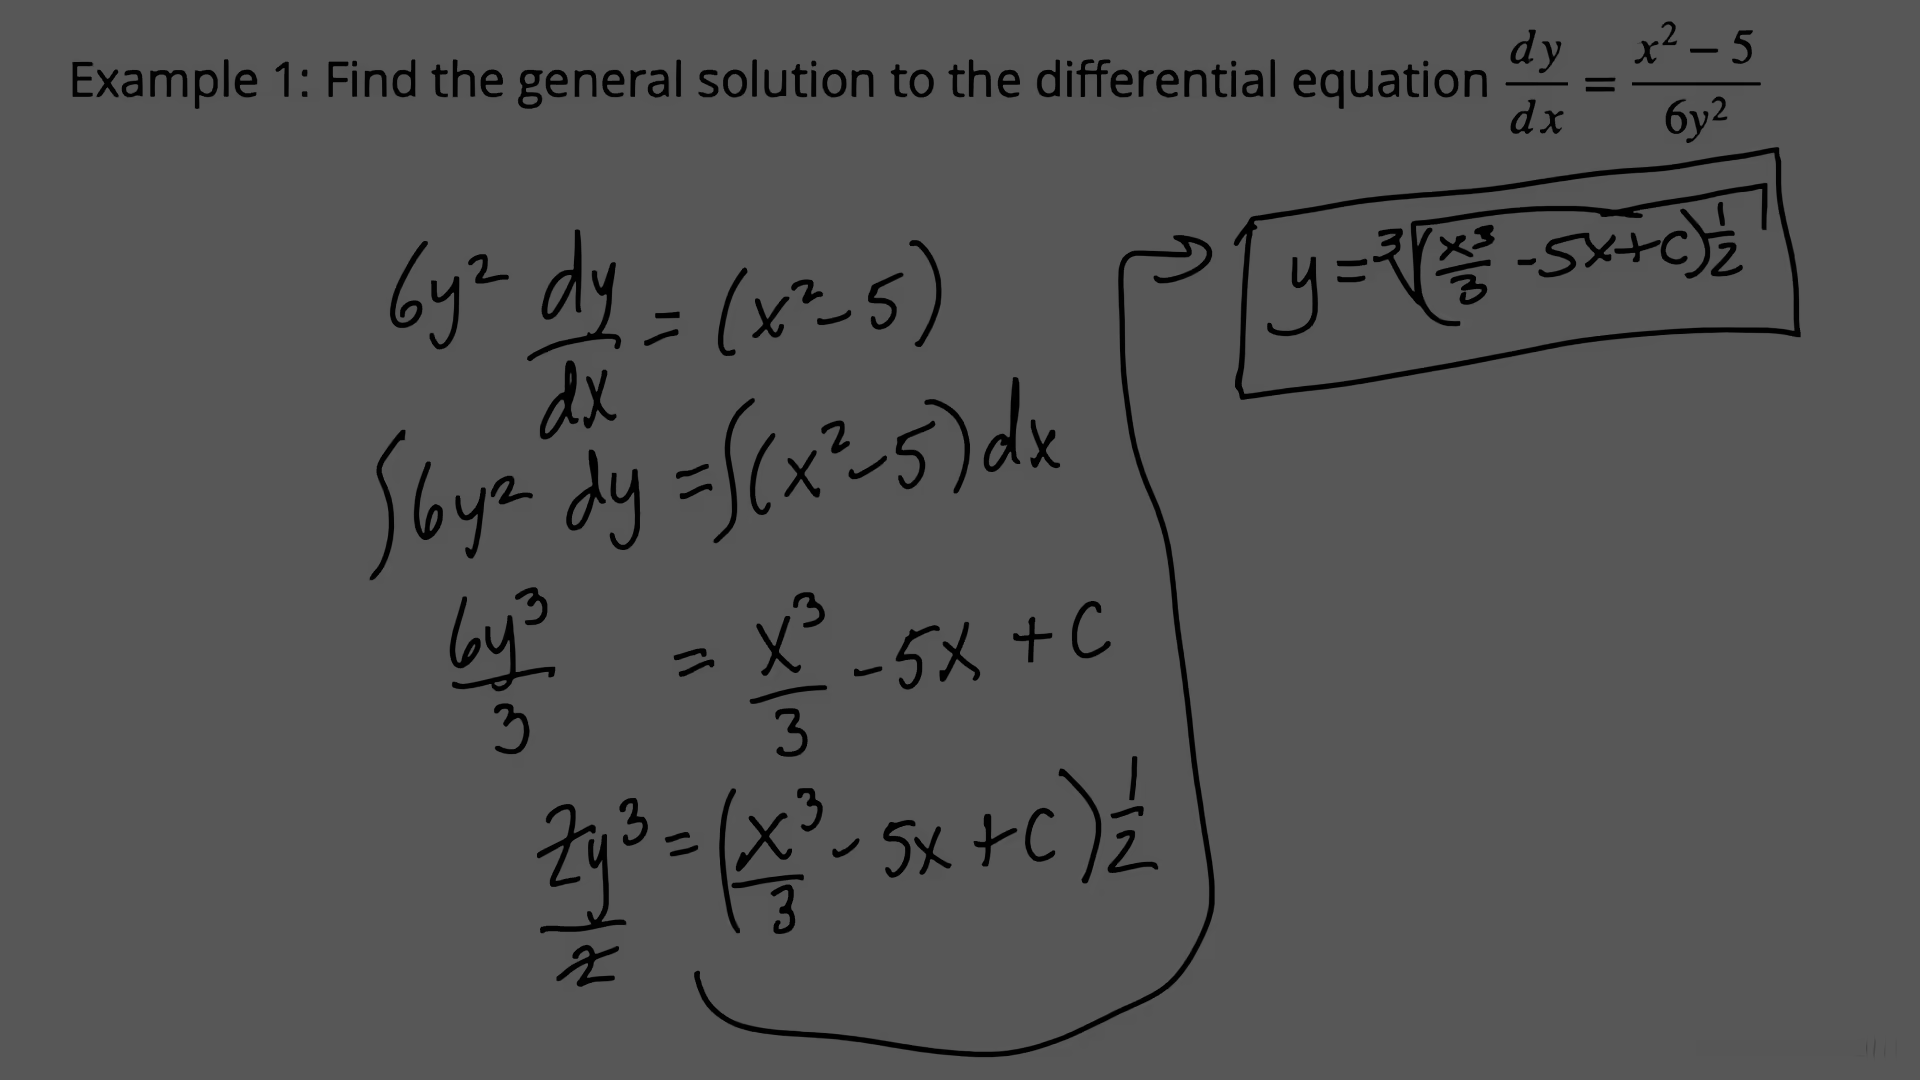 Example 1: Find the general solution to the differential equation dy/dx = (x² – 5)/(6y²)
6y² dy/dx = (x²-5)
∫6y² dy = ∫(x²-5)dx
6y³/3 = x³/3 -5x +C
2y³/2 = (x³/3 - 5x +C)1/2
y = ∛((x³/3 -5x+C)1/2)